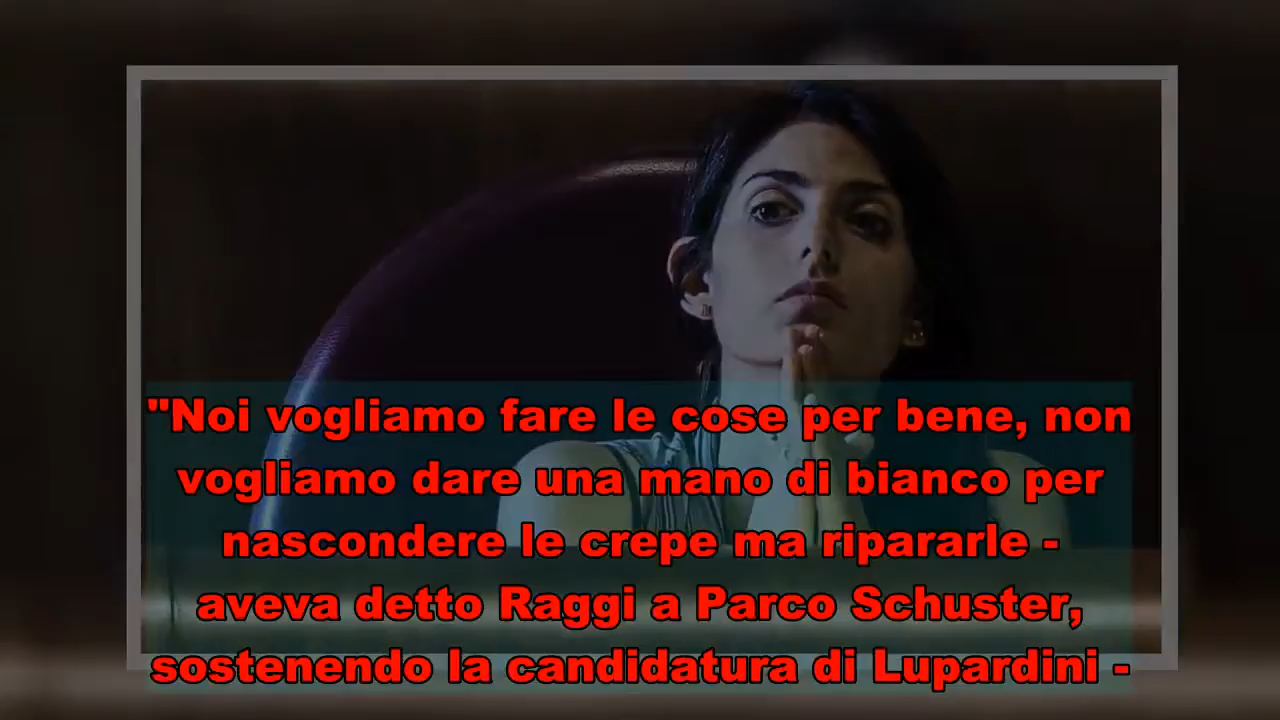 "Noi vogliamo fare le cose per bene, non
vogliamo dare una mano di bianco per
nascondere le crepe ma ripararle -
aveva detto Raggi a Parco Schuster,
sostenendo la candidatura di Lupardini -